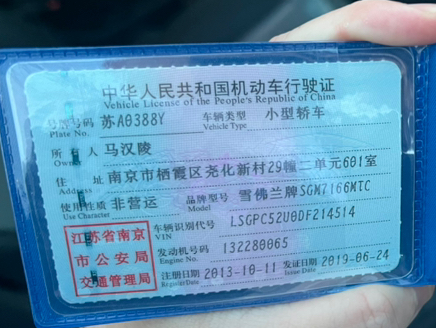 中华人民共和国机动车行驶证
Vehicle License of the People's Republic of China
号牌号码 苏A0388Y 车辆类型 小型轿车
Plate No. Vehicle Type
所有人 马汉陵
Owner
住址 南京市栖霞区尧化新村29幢二单元601室
Address
使用性质 非营运 品牌型号 雪佛兰牌SGM7166MTC
Use Character Model
江苏省南京市公安局交通管理局
车辆识别代号 LSGPC52U0DF214514
VIN
发动机号码 132280065
Engine No.
注册日期 2013-10-11 发证日期 2019-06-24
Register Date Issue Date